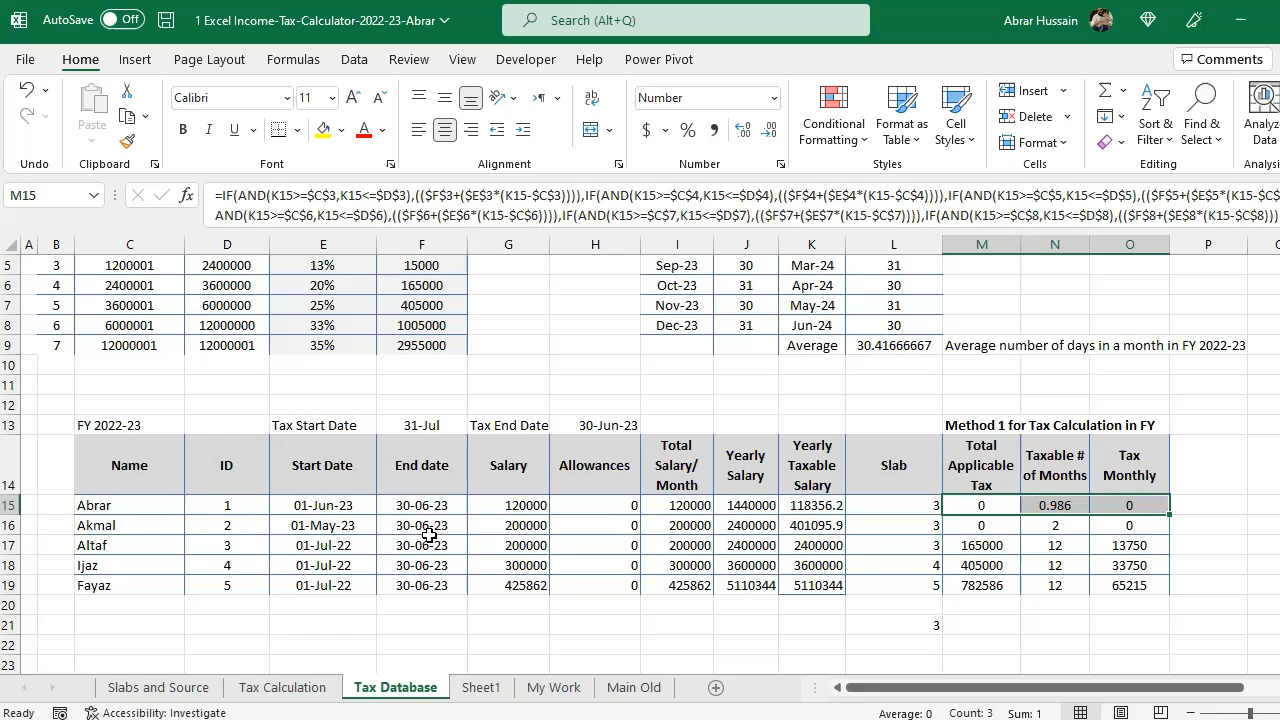 AutoSave Off 1 Excel Income-Tax-Calculator-2022-23-Abrar Search (Alt+Q) Abrar Hussain
File Home Insert Page Layout Formulas Data Review View Developer Help Power Pivot Comments
Paste Calibri 11 Number Conditional Formatting Format as Table Cell Styles Insert Delete Format Sort & Filter Find & Select Analyze Data
Undo Clipboard Font Alignment Number Styles Cells Editing Analysis
M15 fx =IF(AND(K15>=$C$3,K15<=$D$3),(($F$3+($E$3*(K15-$C$3)))),IF(AND(K15>=$C$4,K15<=$D$4),(($F$4+($E$4*(K15-$C$4)))),IF(AND(K15>=$C$5,K15<=$D$5),(($F$5+($E$5*(K15-$C$5
AND(K15>=$C$6,K15<=$D$6),(($F$6+($E$6*(K15-$C$6)))),IF(AND(K15>=$C$7,K15<=$D$7),(($F$7+($E$7*(K15-$C$7)))),IF(AND(K15>=$C$8,K15<=$D$8),(($F$8+($E$8*(K15-$C$8))))
A B C D E F G H I J K L M N O P
5 3 1200001 2400000 13% 15000 Sep-23 30 Mar-24 31
6 4 2400001 3600000 20% 165000 Oct-23 31 Apr-24 30
7 5 3600001 6000000 25% 405000 Nov-23 30 May-24 31
8 6 6000001 12000000 33% 1005000 Dec-23 31 Jun-24 30
9 7 12000001 12000001 35% 2955000 Average 30.41666667 Average number of days in a month in FY 2022-23
10
11
12
13 FY 2022-23 Tax Start Date 31-Jul Tax End Date 30-Jun-23 Method 1 for Tax Calculation in FY
14 Name ID Start Date End date Salary Allowances Total Salary/ Month Yearly Salary Yearly Taxable Salary Slab Total Applicable Tax Taxable # of Months Tax Monthly
15 Abrar 1 01-Jun-23 30-06-23 120000 0 120000 1440000 118356.2 3 0 0.986 0
16 Akmal 2 01-May-23 30-06-23 200000 0 200000 2400000 401095.9 3 0 2 0
17 Altaf 3 01-Jul-22 30-06-23 200000 0 200000 2400000 2400000 3 165000 12 13750
18 Ijaz 4 01-Jul-22 30-06-23 300000 0 300000 3600000 3600000 4 405000 12 33750
19 Fayaz 5 01-Jul-22 30-06-23 425862 0 425862 5110344 5110344 5 782586 12 65215
20
21 3
22
23
Slabs and Source Tax Calculation Tax Database Sheet1 My Work Main Old
Ready Accessibility: Investigate Average: 0 Count: 3 Sum: 1